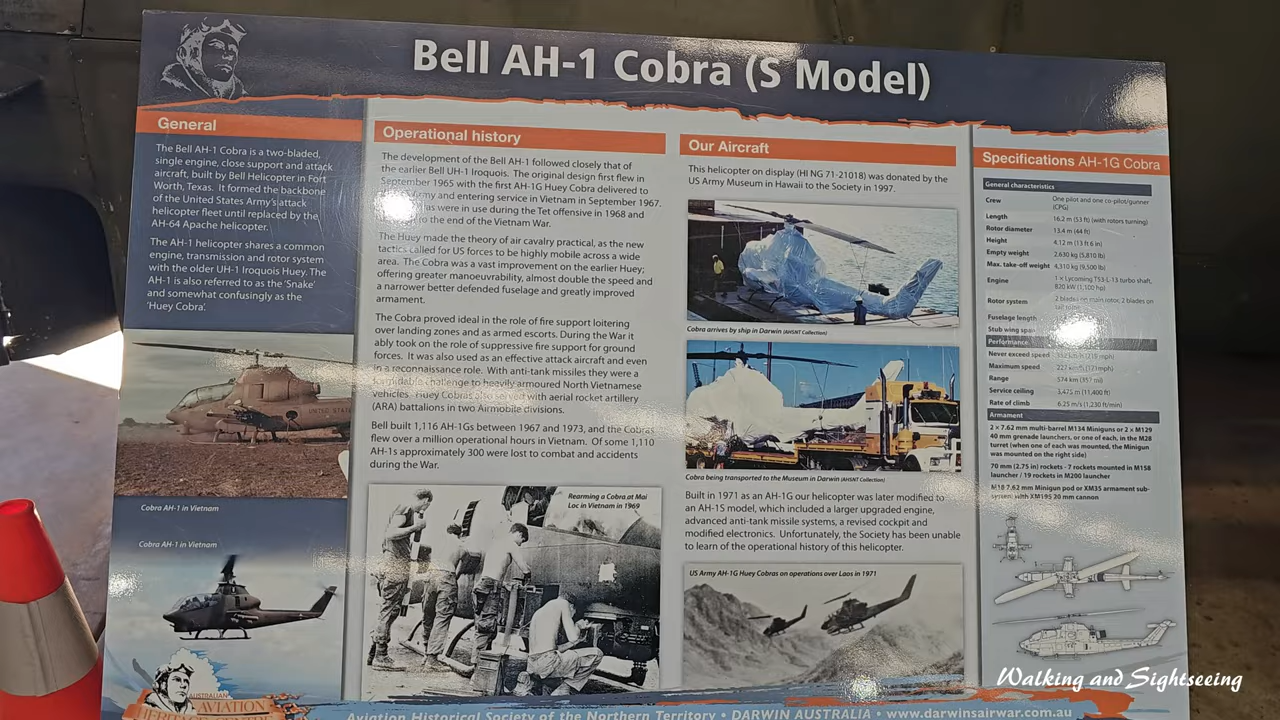 Bell AH-1 Cobra (S Model)
General
The Bell AH-1 Cobra is a two-bladed,
single engine, close support and attack
aircraft, built by Bell Helicopter in Fort
Worth, Texas. It formed the backbone
of the United States Army's attack
helicopter fleet until replaced by the
AH-64 Apache helicopter.
The AH-1 helicopter shares a common
engine, transmission and rotor system
with the older UH-1 Iroquois Huey. The
AH-1 is also referred to as the 'Snake'
and somewhat confusingly as the
'Huey Cobra'.
UNITED STATES
Cobra AH-1 in Vietnam
Cobra AH-1 in Vietnam
AUSTRALIAN
AVIATION
Operational history
The development of the Bell AH-1 followed closely that of
the earlier Bell UH-1 Iroquois. The original design first flew in
September 1965 with the first AH-1G Huey Cobra delivered to
and entering service in Vietnam in September 1967.
were in use during the Tet offensive in 1968 and
to the end of the Vietnam War.
The Huey made the theory of air cavalry practical, as the new
tactics called for US forces to be highly mobile across a wide
area. The Cobra was a vast improvement on the earlier Huey;
offering greater manoeuvrability, almost double the speed and
a narrower better defended fuselage and greatly improved
armament.
The Cobra proved ideal in the role of fire support loitering
over landing zones and as armed escorts. During the War it
ably took on the role of suppressive fire support for ground
forces. It was also used as an effective attack aircraft and even
in a reconnaissance role. With anti-tank missiles they were a
formidable challenge to heavily armoured North Vietnamese
vehicles. Huey Cobras also served with aerial rocket artillery
(ARA) battalions in two Airmobile divisions.
Bell built 1,116 AH-1Gs between 1967 and 1973, and the Cobras
flew over a million operational hours in Vietnam. Of some 1,110
AH-1s approximately 300 were lost to combat and accidents
during the War.
Rearming a Cobra at Mai
Loc in Vietnam in 1969
Our Aircraft
This helicopter on display (HI NG 71-21018) was donated by the
US Army Museum in Hawaii to the Society in 1997.
Cobra arrives by ship in Darwin (AHSNT Collection)
Cobra being transported to the Museum in Darwin (AHSNT Collection)
Built in 1971 as an AH-1G our helicopter was later modified to
an AH-1S model, which included a larger upgraded engine,
advanced anti-tank missile systems, a revised cockpit and
modified electronics. Unfortunately, the Society has been unable
to learn of the operational history of this helicopter.
US Army AH-1G Huey Cobras on operations over Laos in 1971
Specifications AH-1G Cobra
General characteristics
Crew One pilot and one co-pilot/gunner
(CPG)
Length 16.2 m (53 ft) (with rotors turning)
Rotor diameter 13.4 m (44 ft)
Height 4.12 m (13 ft 6 in)
Empty weight 2,630 kg (5,810 lb)
Max. take-off weight 4,310 kg (9,500 lb)
Engine 1 × Lycoming T53-L-13 turbo shaft,
820 kW (1,100 hp)
Rotor system 2 blades on main rotor, 2 blades on
tail rotor
Fuselage length
Stub wing span
Performance
Never exceed speed
Maximum speed
Range 574 km (357 mi)
Service ceiling 3,475 m (11,400 ft)
Rate of climb 6.25 m/s (1,230 ft/min)
Armament
2 × 7.62 mm multi-barrel M134 Miniguns or 2 × M129
40 mm grenade launchers, or one of each, in the M28
turret (when one of each was mounted, the Minigun
was mounted on the right side)
70 mm (2.75 in) rockets - 7 rockets mounted in M158
launcher / 19 rockets in M200 launcher
M18 7.62 mm Minigun pod or XM35 armament sub-
system with XM195 20 mm cannon
Aviation Historical Society of the Northern Territory • DARWIN AUSTRALIA • www.darwinsairwar.com.au
Walking and Sightseeing